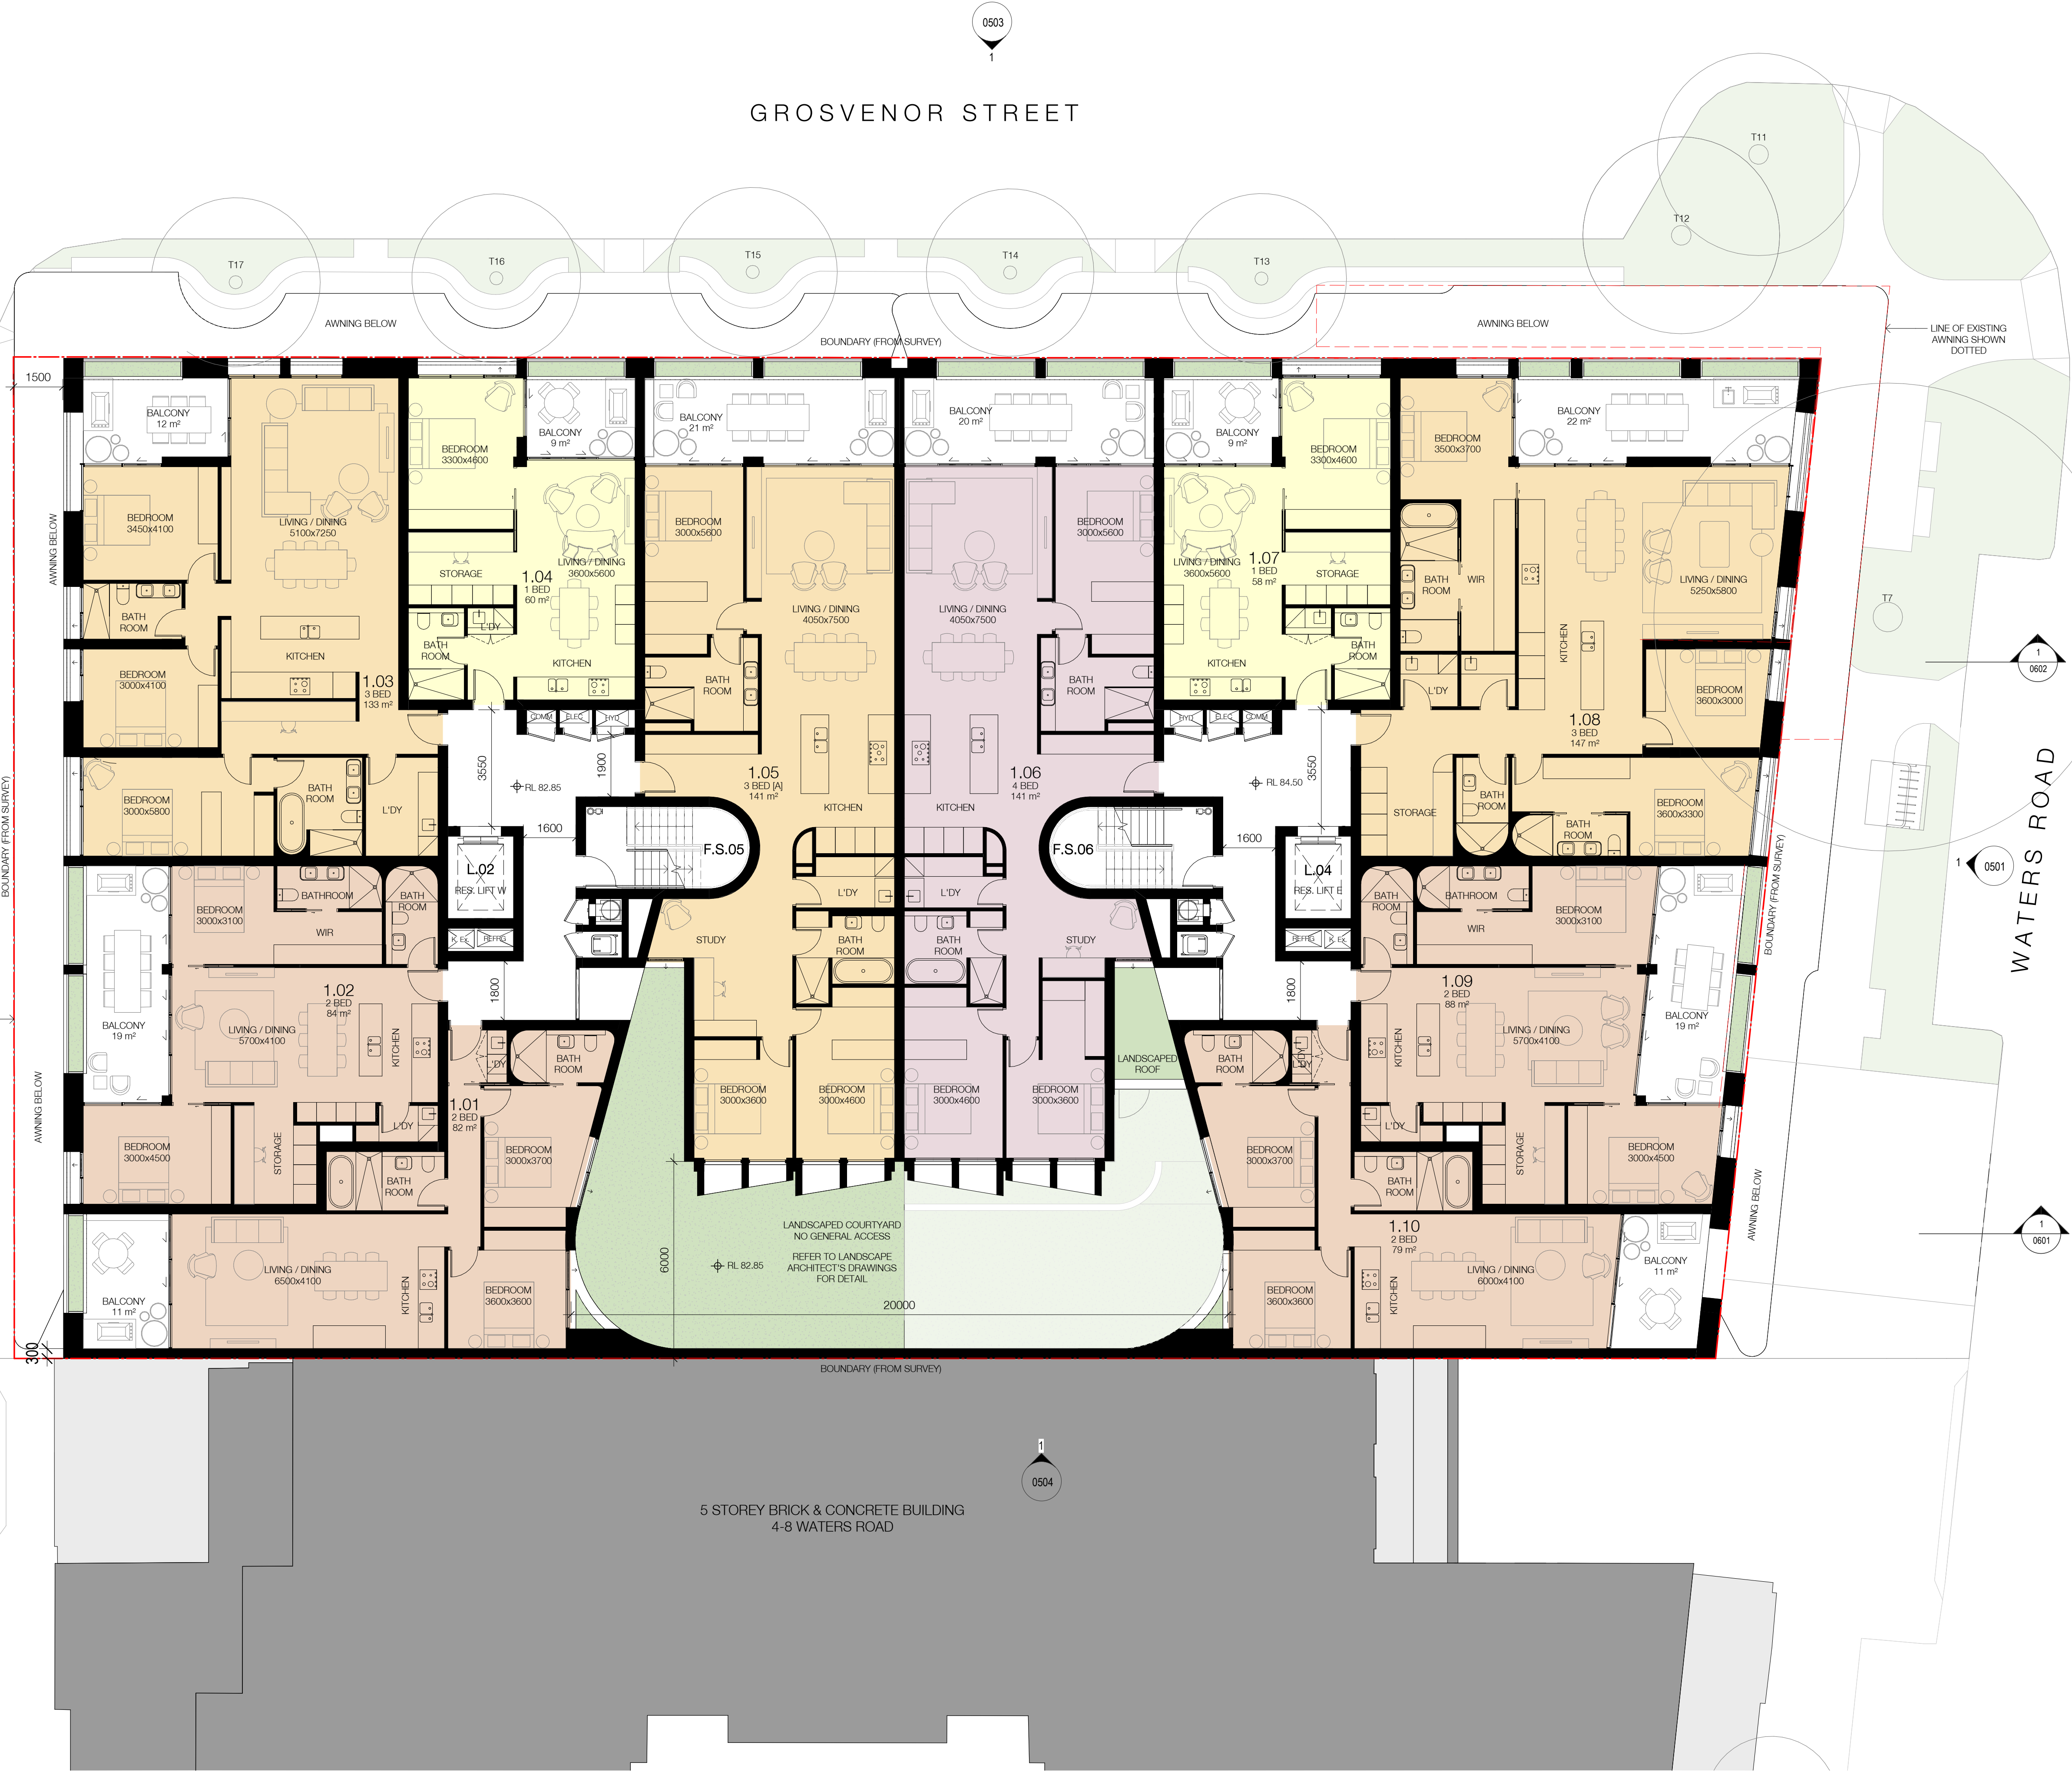 0503
1
GROSVENOR STREET
T11
T12
T17
T16
T15
T14
T13
AWNING BELOW
AWNING BELOW
BOUNDARY (FROM SURVEY)
LINE OF EXISTING
AWNING SHOWN
DOTTED
1500
BALCONY
12 m²
BALCONY
9 m²
BALCONY
21 m²
BALCONY
20 m²
BALCONY
9 m²
BALCONY
22 m²
BEDROOM
3300x4600
BEDROOM
3300x4600
BEDROOM
3500x3700
BEDROOM
3450x4100
LIVING / DINING
5100x7250
BEDROOM
3000x5600
BEDROOM
3000x5600
AWNING BELOW
STORAGE
1.04
1 BED
60 m²
LIVING / DINING
3600x5600
LIVING / DINING
3600x5600
1.07
1 BED
58 m²
STORAGE
BATH
ROOM
WIR
LIVING / DINING
5250x5800
T7
BATH
ROOM
L'DY
BATH
ROOM
LIVING / DINING
4050x7500
LIVING / DINING
4050x7500
BATH
ROOM
KITCHEN
KITCHEN
KITCHEN
KITCHEN
1
0602
BEDROOM
3000x4100
1.03
3 BED
133 m²
BATH
ROOM
BATH
ROOM
L'DY
BEDROOM
3600x3000
COMM
ELEC
HYD
HYD
ELEC
COMM
1.08
3 BED
147 m²
3550
1900
RL 82.85
RL 84.50
3550
BEDROOM
3000x5800
BATH
ROOM
L'DY
1.05
3 BED [A]
141 m²
KITCHEN
1.06
4 BED
141 m²
KITCHEN
STORAGE
BATH
ROOM
BEDROOM
3600x3300
BATH
ROOM
BOUNDARY (FROM SURVEY)
WATERS ROAD
1600
F.S.05
F.S.06
1600
1
0501
L.02
RES. LIFT W
L.04
RES. LIFT E
BOUNDARY (FROM SURVEY)
BEDROOM
3000x3100
BATHROOM
BATH
ROOM
WIR
L'DY
L'DY
BATH
ROOM
BATHROOM
BEDROOM
3000x3100
WIR
K. Ex.
REFRIG
STUDY
BATH
ROOM
BATH
ROOM
STUDY
REFRIG
K. Ex.
1.02
2 BED
84 m²
1800
1800
1.09
2 BED
88 m²
BALCONY
19 m²
LIVING / DINING
5700x4100
KITCHEN
KITCHEN
LIVING / DINING
5700x4100
BALCONY
19 m²
L'DY
BATH
ROOM
LANDSCAPED
ROOF
BATH
ROOM
L'DY
AWNING BELOW
1.01
2 BED
82 m²
BEDROOM
3000x3600
BEDROOM
3000x4600
BEDROOM
3000x4600
BEDROOM
3000x3600
L'DY
L'DY
BEDROOM
3000x4500
STORAGE
BEDROOM
3000x3700
BEDROOM
3000x3700
STORAGE
BEDROOM
3000x4500
BATH
ROOM
BATH
ROOM
AWNING BELOW
LANDSCAPED COURTYARD
NO GENERAL ACCESS
REFER TO LANDSCAPE
ARCHITECT'S DRAWINGS
FOR DETAIL
6000
RL 82.85
1.10
2 BED
79 m²
1
0601
LIVING / DINING
6500x4100
KITCHEN
BEDROOM
3600x3600
BEDROOM
3600x3600
KITCHEN
LIVING / DINING
6000x4100
BALCONY
11 m²
BALCONY
11 m²
20000
300
BOUNDARY (FROM SURVEY)
1
0504
5 STOREY BRICK & CONCRETE BUILDING
4-8 WATERS ROAD